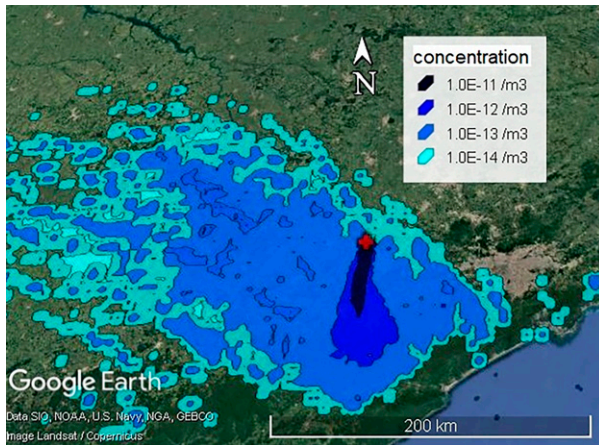 N
concentration
1.0E-11 /m3
1.0E-12 /m3
1.0E-13 /m3
1.0E-14 /m3
Google Earth
Data SIO, NOAA, U.S. Navy, NGA, GEBCO
Image Landsat / Copernicus
200 km